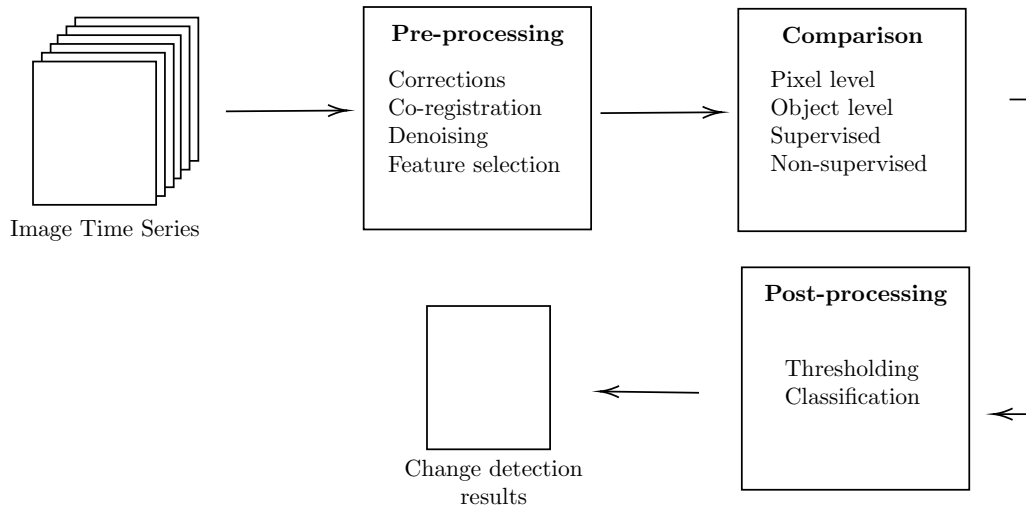 Pre-processing
Corrections
Co-registration
Denoising
Feature selection
Comparison
Pixel level
Object level
Supervised
Non-supervised
Image Time Series
Post-processing
Thresholding
Classification
Change detection
results